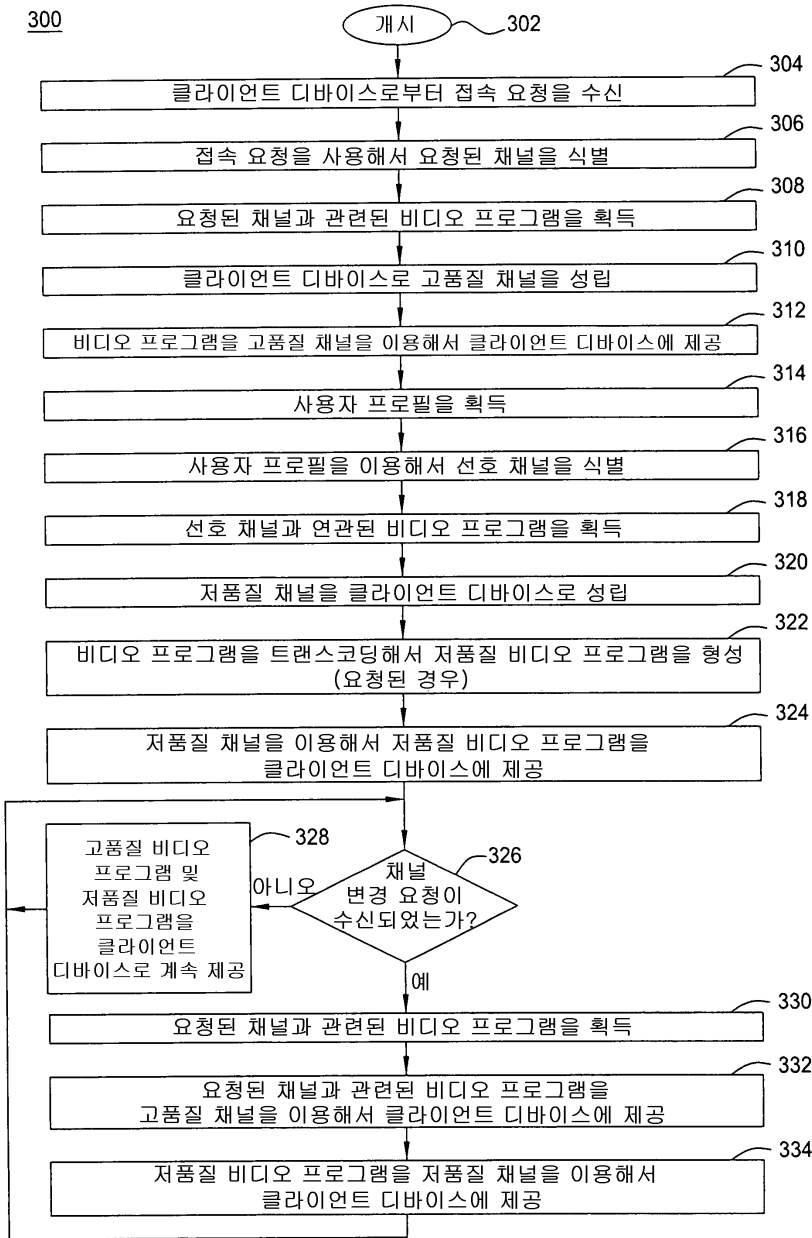 300
개시
302
304
클라이언트 디바이스로부터 접속 요청을 수신
306
접속 요청을 사용해서 요청된 채널을 식별
308
요청된 채널과 관련된 비디오 프로그램을 획득
310
클라이언트 디바이스로 고품질 채널을 성립
312
비디오 프로그램을 고품질 채널을 이용해서 클라이언트 디바이스에 제공
314
사용자 프로필을 획득
316
사용자 프로필을 이용해서 선호 채널을 식별
318
선호 채널과 연관된 비디오 프로그램을 획득
320
저품질 채널을 클라이언트 디바이스로 성립
322
비디오 프로그램을 트랜스코딩해서 저품질 비디오 프로그램을 형성
(요청된 경우)
324
저품질 채널을 이용해서 저품질 비디오 프로그램을
클라이언트 디바이스에 제공
328
고품질 비디오
프로그램 및
저품질 비디오
프로그램을
클라이언트
디바이스로 계속 제공
아니오
326
채널
변경 요청이
수신되었는가?
예
330
요청된 채널과 관련된 비디오 프로그램을 획득
332
요청된 채널과 관련된 비디오 프로그램을
고품질 채널을 이용해서 클라이언트 디바이스에 제공
334
저품질 비디오 프로그램을 저품질 채널을 이용해서
클라이언트 디바이스에 제공